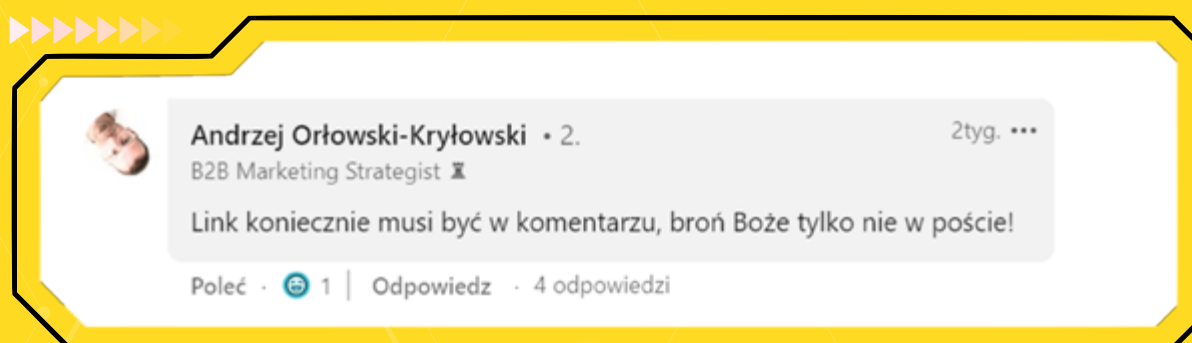 Andrzej Orłowski-Kryłowski • 2.
2tyg. •••
B2B Marketing Strategist ♜
Link koniecznie musi być w komentarzu, broń Boże tylko nie w poście!
Poleć · 1 | Odpowiedz · 4 odpowiedzi